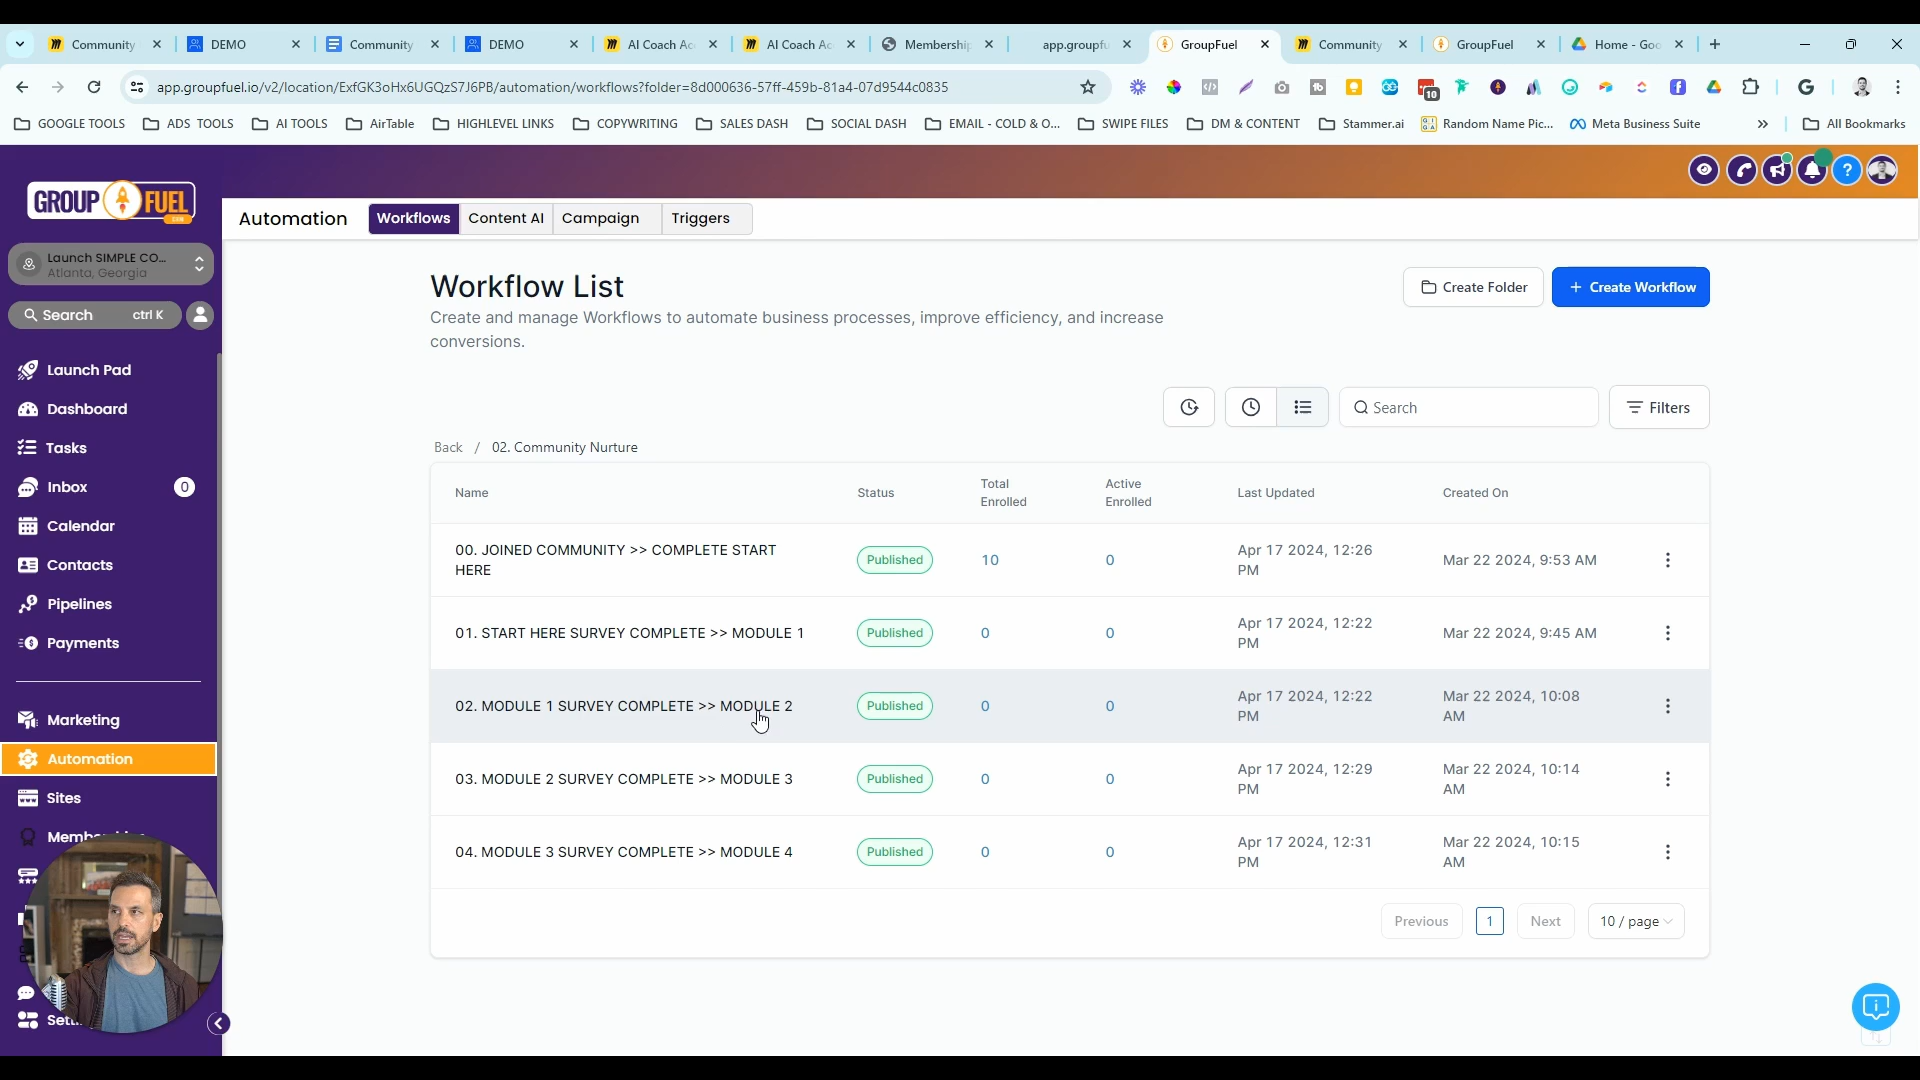 Community
DEMO
Community
DEMO
AI Coach Ac
AI Coach Ac
Membership
app.groupfu
GroupFuel
Community
GroupFuel
Home - Goo
app.groupfuel.io/v2/location/ExfGK3oHx6UGQzS7J6PB/automation/workflows?folder=8d000636-57ff-459b-81a4-07d9544c0835
10
GOOGLE TOOLS
ADS TOOLS
AI TOOLS
AirTable
HIGHLEVEL LINKS
COPYWRITING
SALES DASH
SOCIAL DASH
EMAIL - COLD & O...
SWIPE FILES
DM & CONTENT
Stammer.ai
Random Name Pic...
Meta Business Suite
All Bookmarks
GROUP FUEL
.COM
Launch SIMPLE CO...
Atlanta, Georgia
Search ctrl K
Launch Pad
Dashboard
Tasks
Inbox 0
Calendar
Contacts
Pipelines
Payments
Marketing
Automation
Sites
Automation
Workflows
Content AI
Campaign
Triggers
Workflow List
Create and manage Workflows to automate business processes, improve efficiency, and increase
conversions.
Create Folder
+ Create Workflow
Search
Filters
Back / 02. Community Nurture
Name Status Total Enrolled Active Enrolled Last Updated Created On
00. JOINED COMMUNITY >> COMPLETE START HERE Published 10 0 Apr 17 2024, 12:26 PM Mar 22 2024, 9:53 AM
01. START HERE SURVEY COMPLETE >> MODULE 1 Published 0 0 Apr 17 2024, 12:22 PM Mar 22 2024, 9:45 AM
02. MODULE 1 SURVEY COMPLETE >> MODULE 2 Published 0 0 Apr 17 2024, 12:22 PM Mar 22 2024, 10:08 AM
03. MODULE 2 SURVEY COMPLETE >> MODULE 3 Published 0 0 Apr 17 2024, 12:29 PM Mar 22 2024, 10:14 AM
04. MODULE 3 SURVEY COMPLETE >> MODULE 4 Published 0 0 Apr 17 2024, 12:31 PM Mar 22 2024, 10:15 AM
Previous 1 Next 10 / page